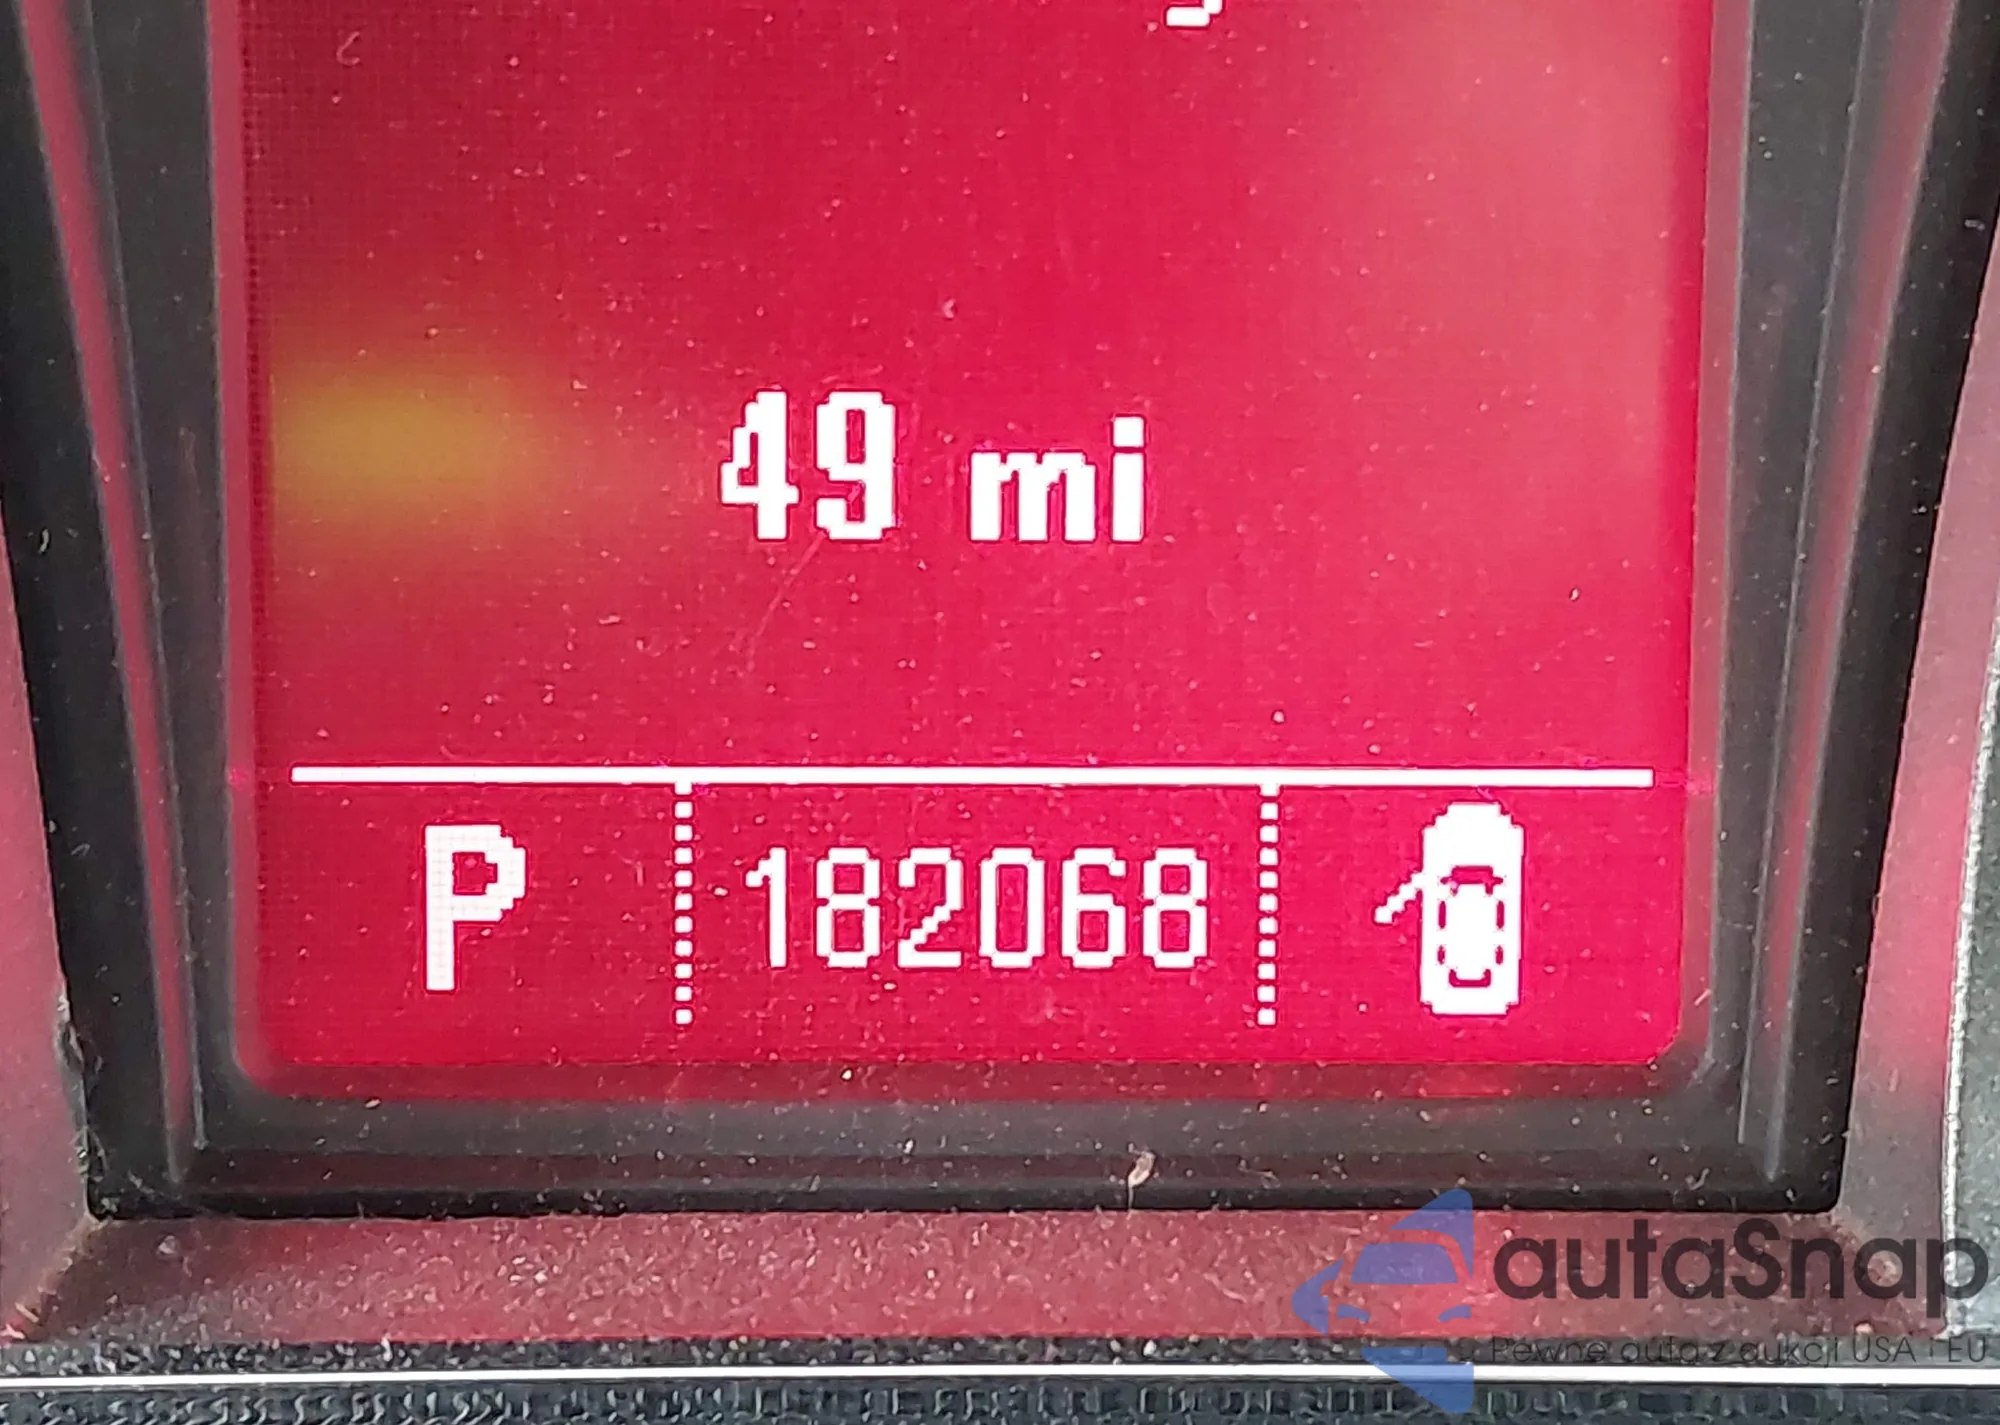 49 mi
P 182068
autaSnap
Pewne auta z aukcji USA i EU